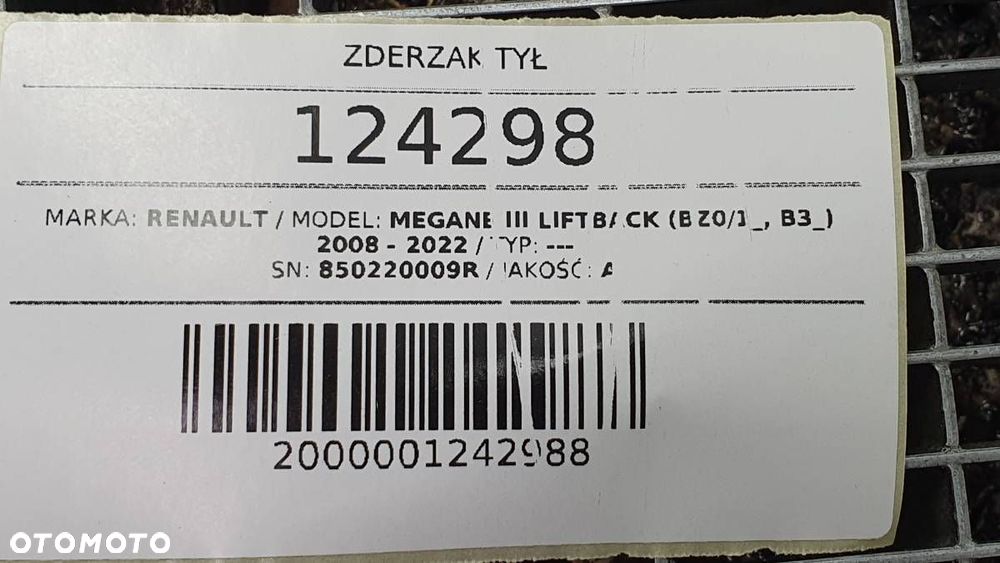 ZDERZAK TYŁ
124298
MARKA: RENAULT / MODEL: MEGANE III LIFTBACK (BZ0/1_, B3_)
2008 - 2022 / TYP: ---
SN: 850220009R / JAKOŚĆ: A
2000001242988
OTOMOTO